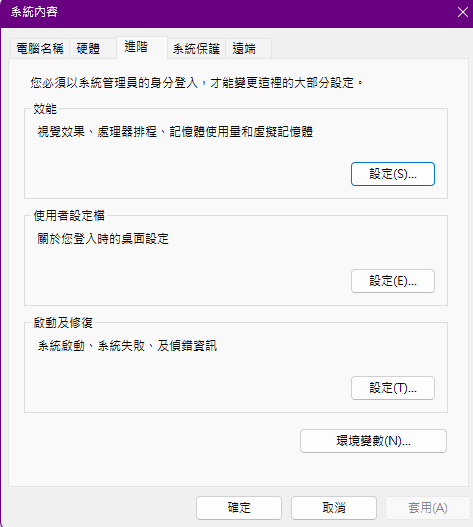 系統內容
電腦名稱 硬體 進階 系統保護 遠端
您必須以系統管理員的身分登入，才能變更這裡的大部分設定。
效能
視覺效果、處理器排程、記憶體使用量和虛擬記憶體
設定(S)...
使用者設定檔
關於您登入時的桌面設定
設定(E)...
啟動及修復
系統啟動、系統失敗、及偵錯資訊
設定(T)...
環境變數(N)...
確定 取消 套用(A)